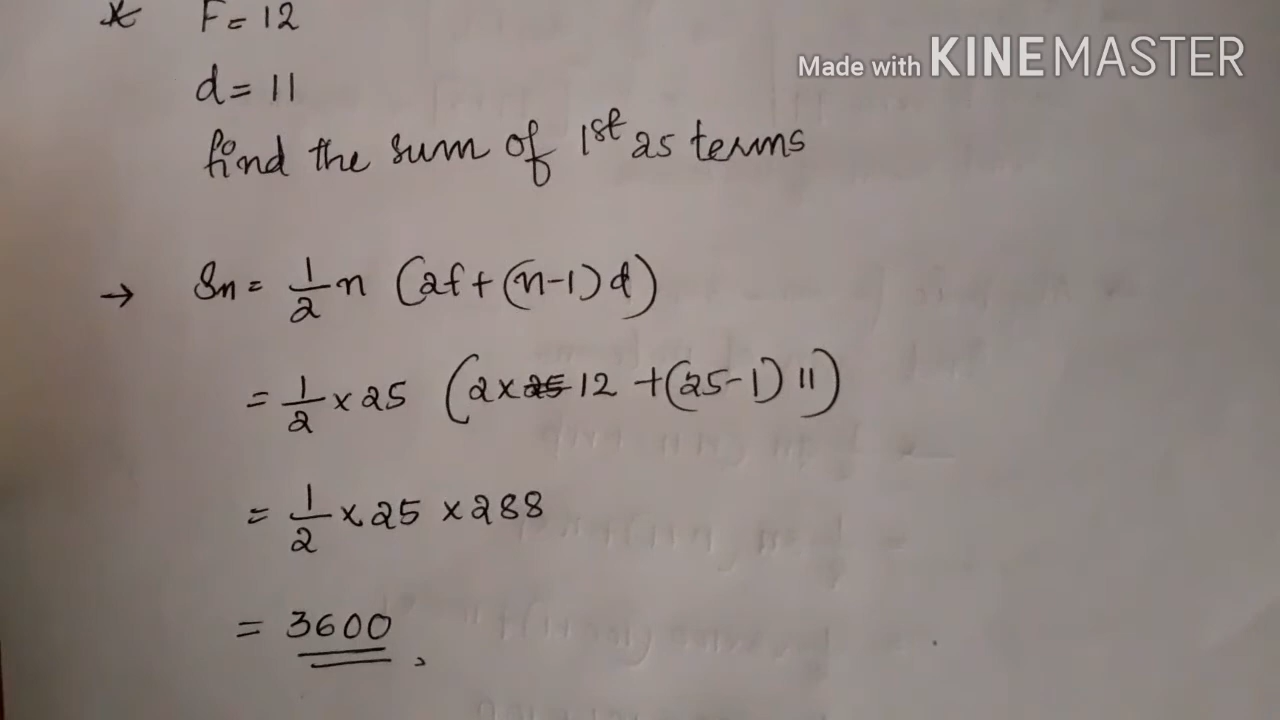 * F = 12
Made with KINEMASTER
d = 11
find the sum of 1st 25 terms
→ Sn = 1/2 n (2f + (n-1) d)
= 1/2 × 25 (2 × 25 12 + (25-1) 11)
= 1/2 × 25 × 288
= 3600,